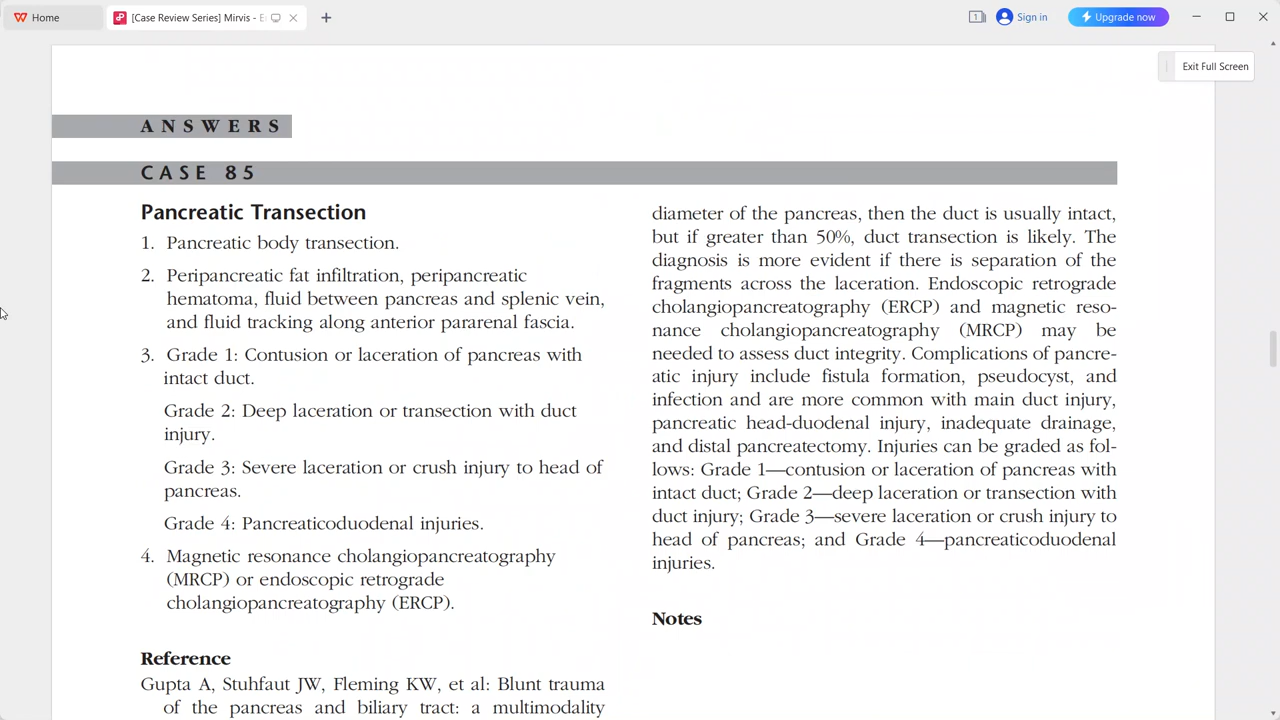 Home
[Case Review Series] Mirvis - E
1
Sign in
Upgrade now
Exit Full Screen
ANSWERS
CASE 85
Pancreatic Transection
1. Pancreatic body transection.
2. Peripancreatic fat infiltration, peripancreatic
hematoma, fluid between pancreas and splenic vein,
and fluid tracking along anterior pararenal fascia.
3. Grade 1: Contusion or laceration of pancreas with
intact duct.
Grade 2: Deep laceration or transection with duct
injury.
Grade 3: Severe laceration or crush injury to head of
pancreas.
Grade 4: Pancreaticoduodenal injuries.
4. Magnetic resonance cholangiopancreatography
(MRCP) or endoscopic retrograde
cholangiopancreatography (ERCP).
Reference
Gupta A, Stuhfaut JW, Fleming KW, et al: Blunt trauma
of the pancreas and biliary tract: a multimodality
diameter of the pancreas, then the duct is usually intact,
but if greater than 50%, duct transection is likely. The
diagnosis is more evident if there is separation of the
fragments across the laceration. Endoscopic retrograde
cholangiopancreatography (ERCP) and magnetic reso-
nance cholangiopancreatography (MRCP) may be
needed to assess duct integrity. Complications of pancre-
atic injury include fistula formation, pseudocyst, and
infection and are more common with main duct injury,
pancreatic head-duodenal injury, inadequate drainage,
and distal pancreatectomy. Injuries can be graded as fol-
lows: Grade 1—contusion or laceration of pancreas with
intact duct; Grade 2—deep laceration or transection with
duct injury; Grade 3—severe laceration or crush injury to
head of pancreas; and Grade 4—pancreaticoduodenal
injuries.
Notes